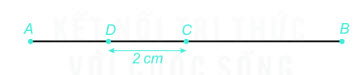 KẾT NỐI TRI THỨC
A D C B
2 cm
VỚI CUỘC SỐNG